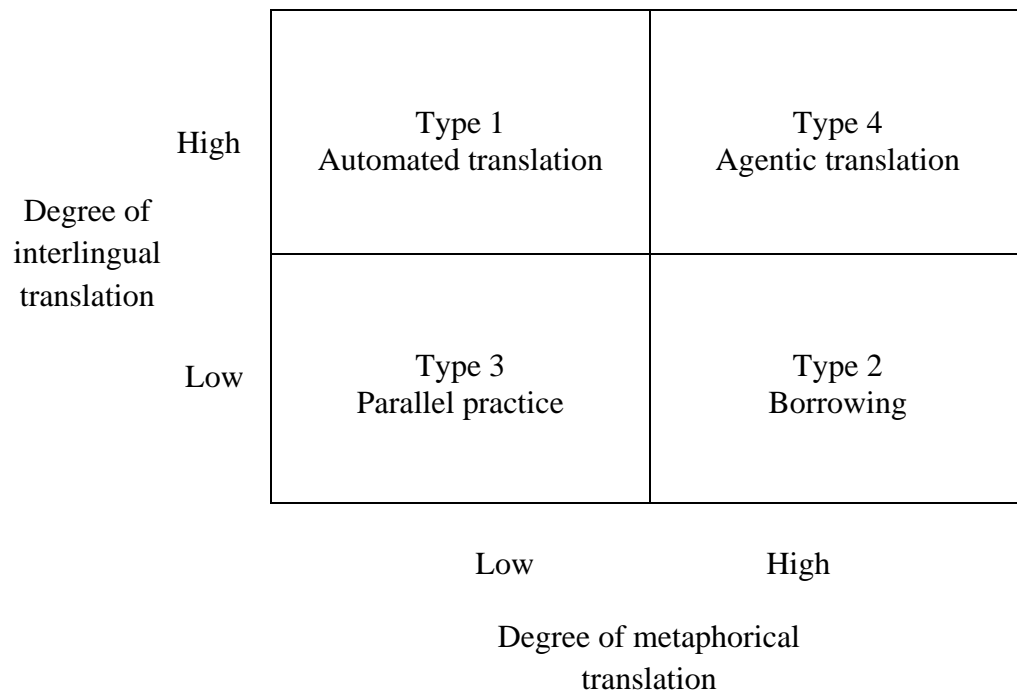 Type 1
Automated translation
Type 4
Agentic translation
High
Degree of
interlingual
translation
Low
Type 3
Parallel practice
Type 2
Borrowing
Low
High
Degree of metaphorical
translation